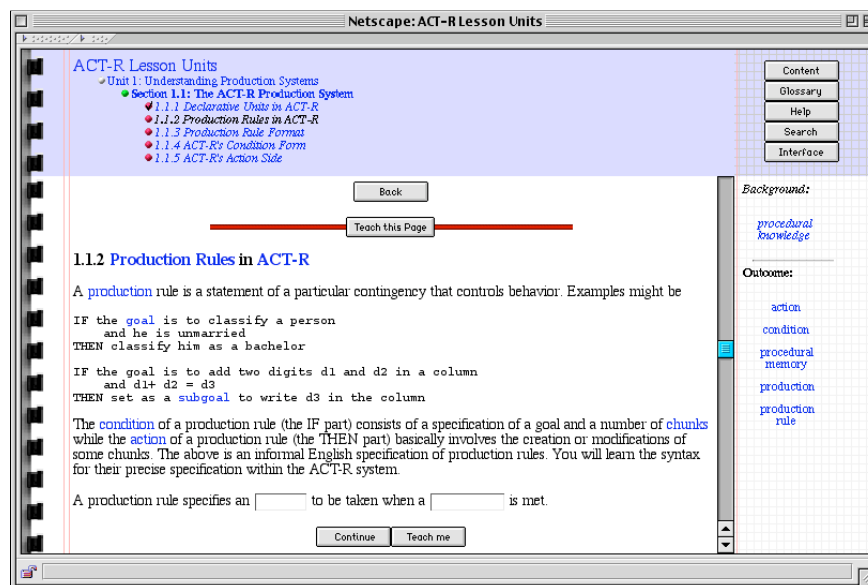 Netscape: ACT-R Lesson Units
ACT-R Lesson Units
Unit 1: Understanding Production Systems
Section 1.1: The ACT-R Production System
1.1.1 Declarative Units in ACT-R
1.1.2 Production Rules in ACT-R
1.1.3 Production Rule Format
1.1.4 ACT-R's Condition Form
1.1.5 ACT-R's Action Side
Content
Glossary
Help
Search
Interface
Back
Teach this Page
1.1.2 Production Rules in ACT-R
A production rule is a statement of a particular contingency that controls behavior. Examples might be
IF the goal is to classify a person
and he is unmarried
THEN classify him as a bachelor
IF the goal is to add two digits d1 and d2 in a column
and d1+ d2 = d3
THEN set as a subgoal to write d3 in the column
The condition of a production rule (the IF part) consists of a specification of a goal and a number of chunks
while the action of a production rule (the THEN part) basically involves the creation or modifications of
some chunks. The above is an informal English specification of production rules. You will learn the syntax
for their precise specification within the ACT-R system.
A production rule specifies an to be taken when a is met.
Continue
Teach me
Background:
procedural
knowledge
Outcome:
action
condition
procedural
memory
production
production
rule